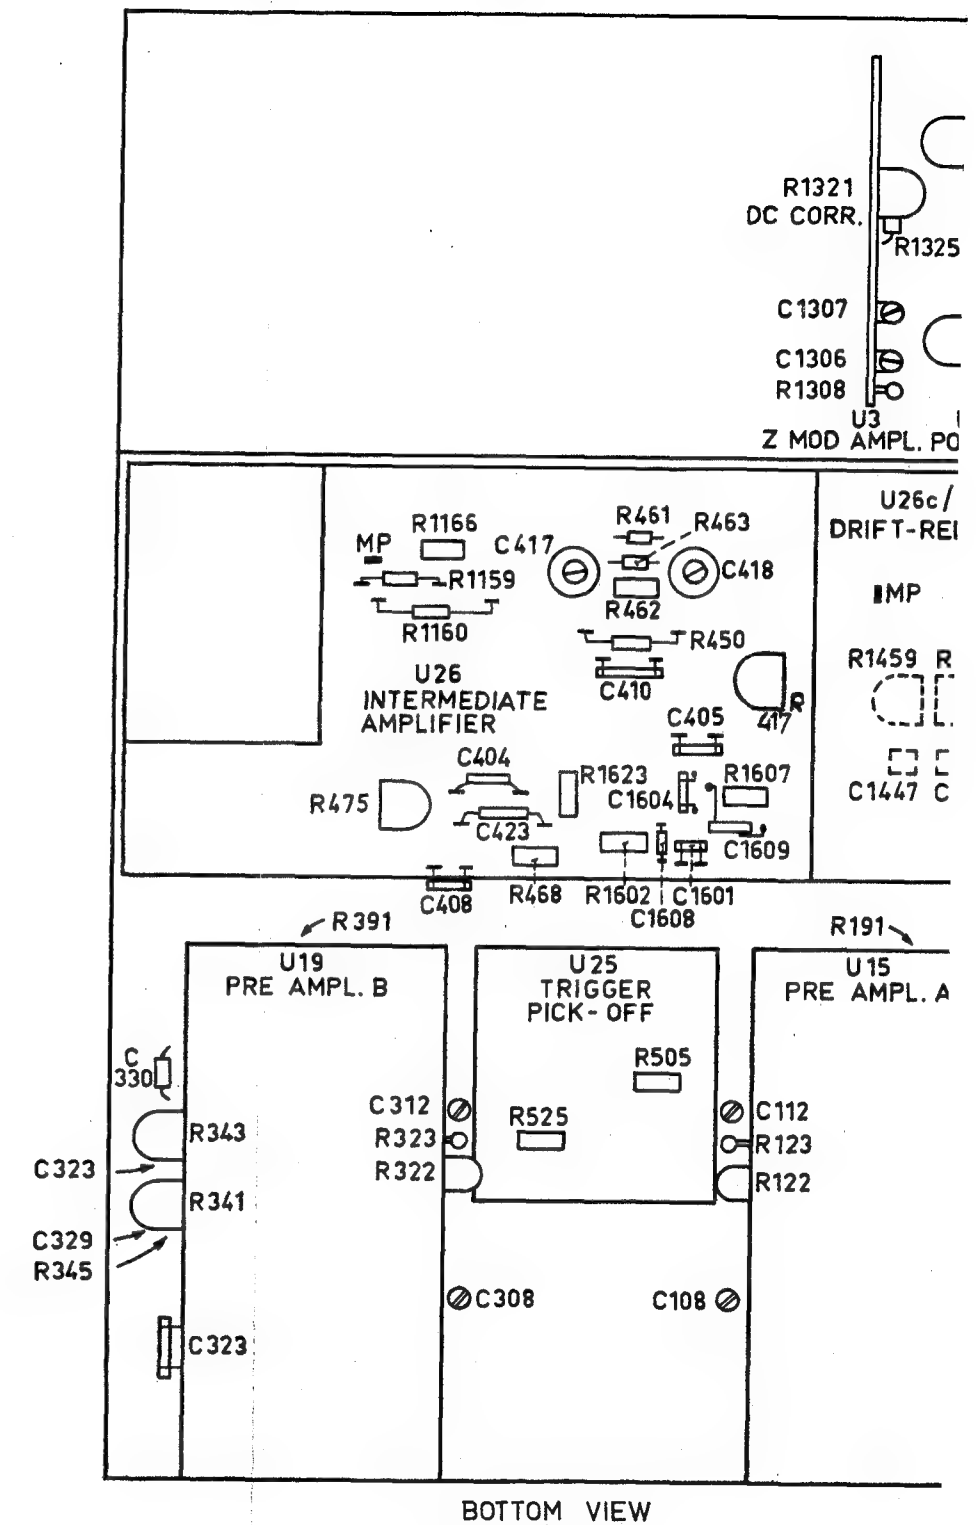 R1321
DC CORR.
R1325
C1307
C1306
R1308
U3
Z MOD AMPL. PO
U26c/
DRIFT-REI
MP
R1459 R
C1447 C
R1166
MP
R1159
R1160
C417
R461
R463
C418
R462
R450
C410
U26
INTERMEDIATE
AMPLIFIER
R
417
C405
C404
R475
C423
R1623
C1604
R1607
C1609
R468
R1602
C1601
C1608
C408
R391
R191
U19
PRE AMPL. B
U25
TRIGGER
PICK-OFF
U15
PRE AMPL. A
C
330
R505
R525
C312
R323
R322
C112
R123
R122
R343
C323
R341
C329
R345
C308
C108
C323
BOTTOM VIEW